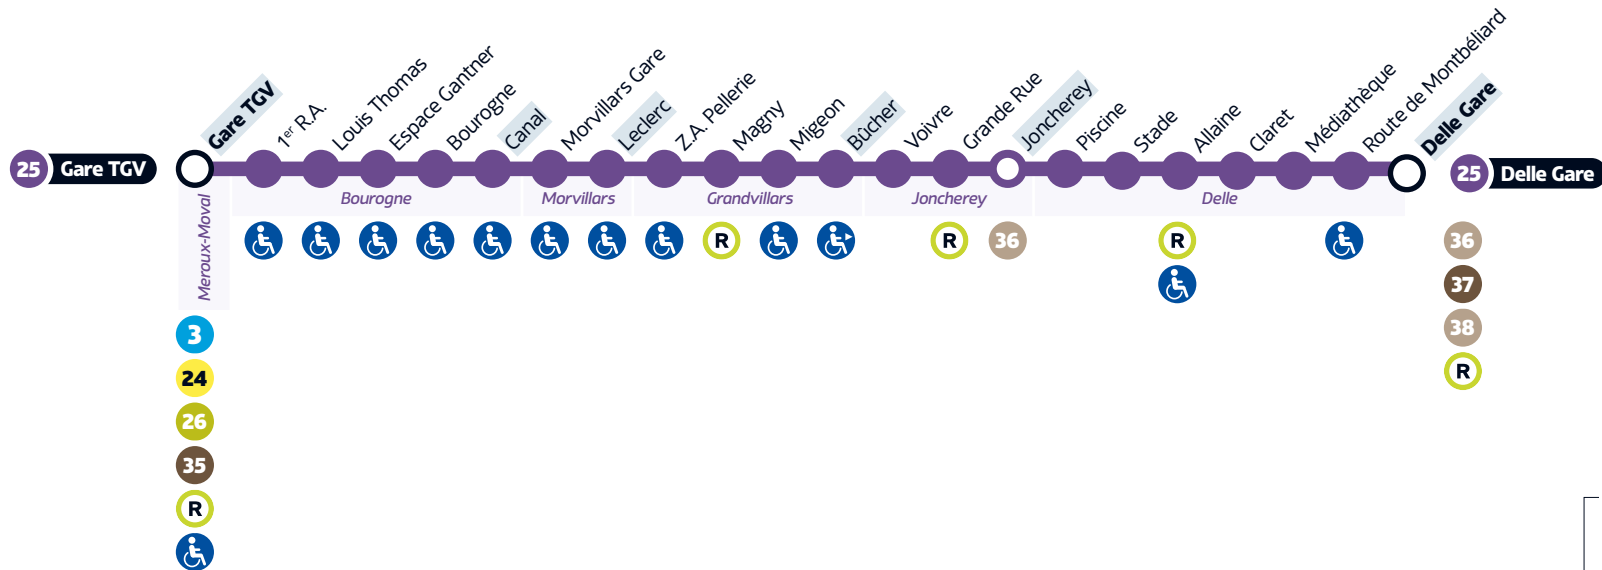 25 Gare TGV
Gare TGV
1er R.A.
Louis Thomas
Espace Gantner
Bourogne
Canal
Morvillars Gare
Leclerc
Z.A. Pellerie
Magny
Migeon
Bûcher
Voivre
Grande Rue
Joncherey
Piscine
Stade
Allaine
Claret
Médiathèque
Route de Montbéliard
Delle Gare
25 Delle Gare
Meroux-Moval
Bourogne
Morvillars
Grandvillars
Joncherey
Delle
R
R
36
R
3
24
26
35
R
36
37
38
R